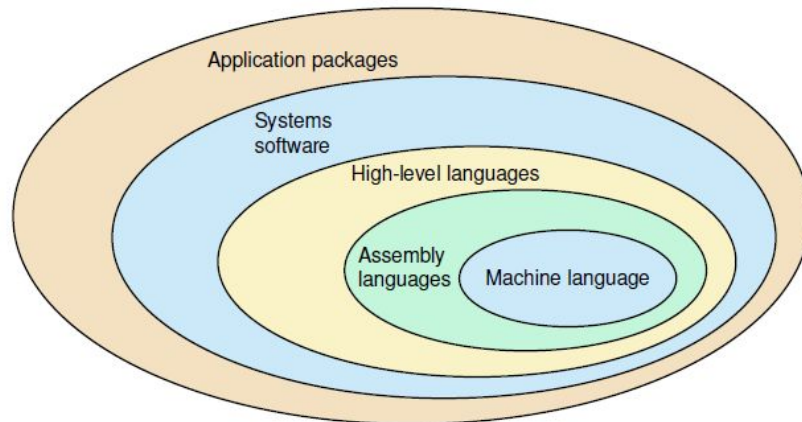 Application packages
Systems
software
High-level languages
Assembly
languages
Machine language